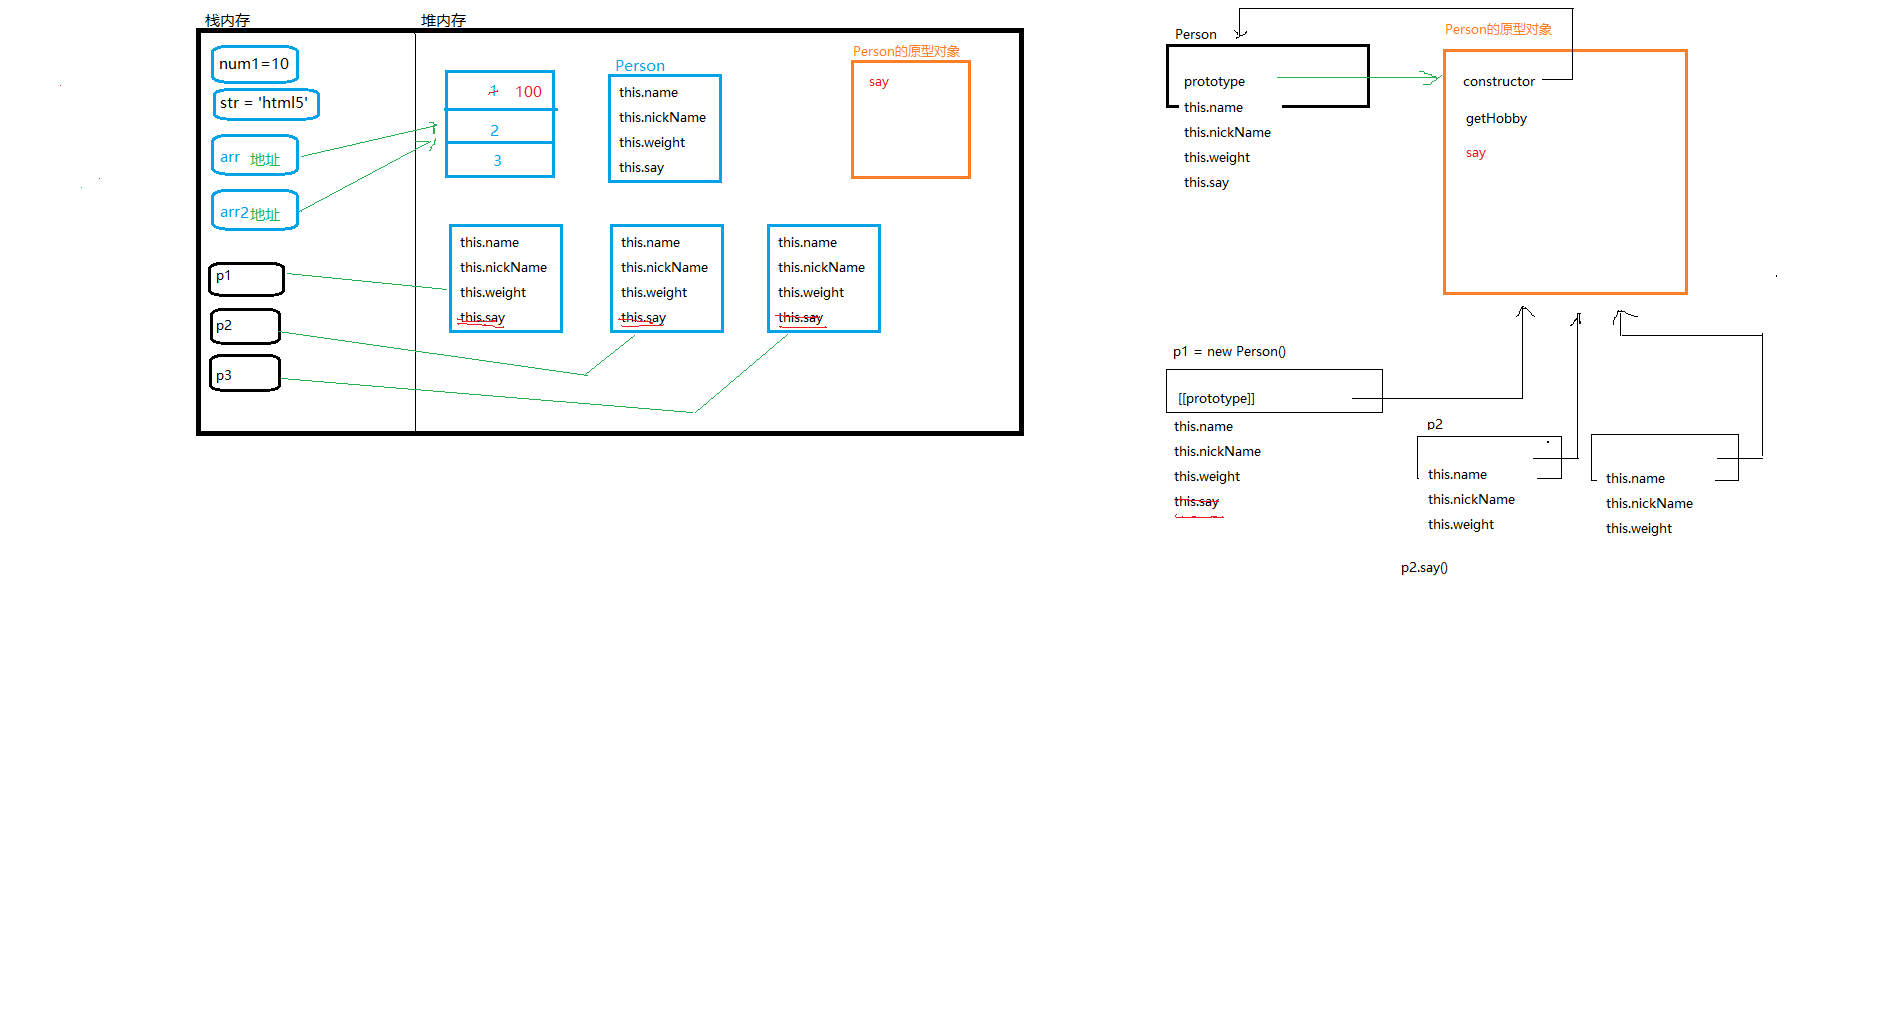 栈内存
堆内存
num1=10
str = 'html5'
arr 地址
arr2地址
p1
p2
p3
1 100
2
3
Person
this.name
this.nickName
this.weight
this.say
Person的原型对象
say
this.name
this.nickName
this.weight
this.say
this.name
this.nickName
this.weight
this.say
this.name
this.nickName
this.weight
this.say
Person
prototype
this.name
this.nickName
this.weight
this.say
Person的原型对象
constructor
getHobby
say
p1 = new Person()
[[prototype]]
this.name
this.nickName
this.weight
this.say
p2
this.name
this.nickName
this.weight
this.name
this.nickName
this.weight
p2.say()